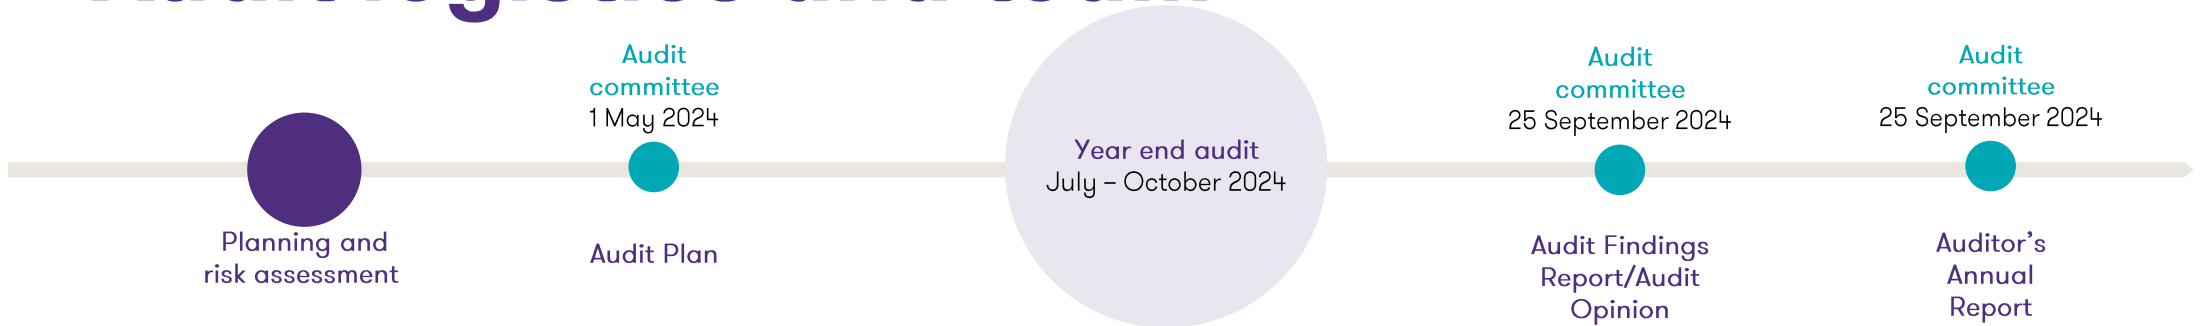 Audit
committee
1 May 2024
Audit
committee
25 September 2024
Audit
committee
25 September 2024
Year end audit
July – October 2024
Planning and
risk assessment
Audit Plan
Audit Findings
Report/Audit
Opinion
Auditor’s
Annual
Report